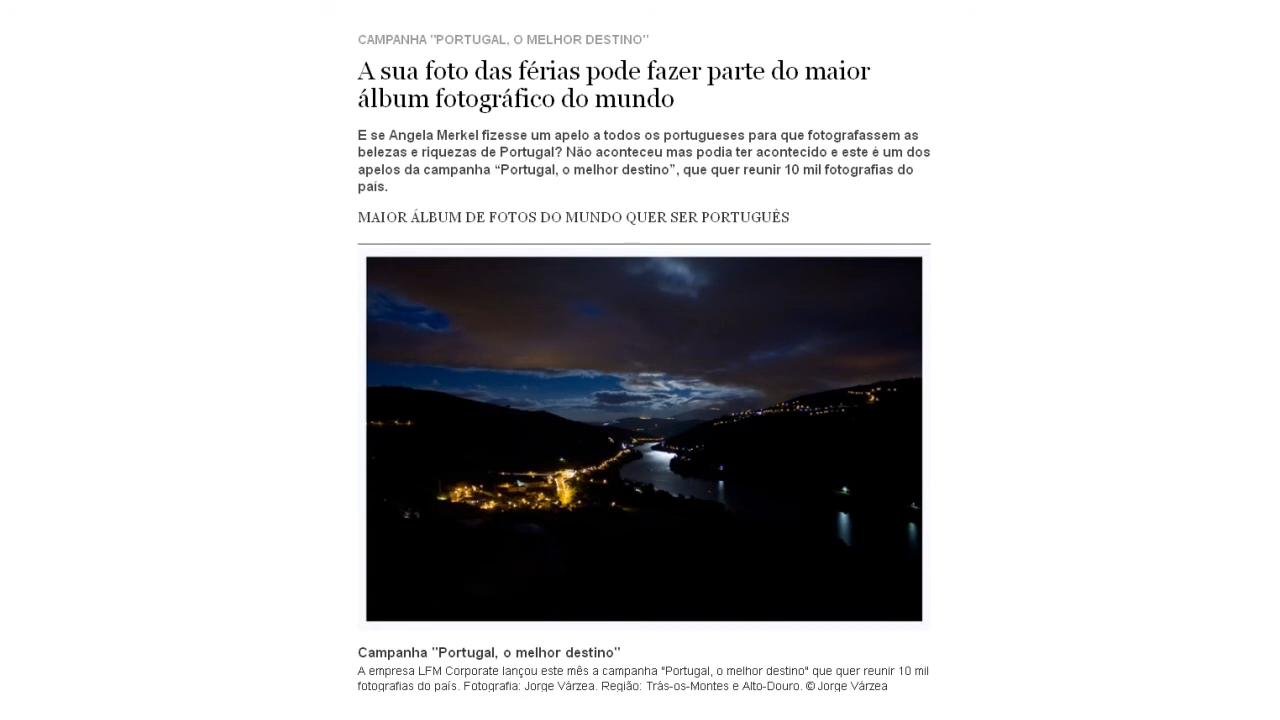 CAMPANHA "PORTUGAL, O MELHOR DESTINO"
A sua foto das férias pode fazer parte do maior
álbum fotográfico do mundo
E se Angela Merkel fizesse um apelo a todos os portugueses para que fotografassem as
belezas e riquezas de Portugal? Não aconteceu mas podia ter acontecido e este é um dos
apelos da campanha “Portugal, o melhor destino”, que quer reunir 10 mil fotografias do
país.
MAIOR ÁLBUM DE FOTOS DO MUNDO QUER SER PORTUGUÊS
Campanha "Portugal, o melhor destino"
A empresa LFM Corporate lançou este mês a campanha "Portugal, o melhor destino" que quer reunir 10 mil
fotografias do país. Fotografia: Jorge Várzea. Região: Trás-os-Montes e Alto-Douro. © Jorge Várzea